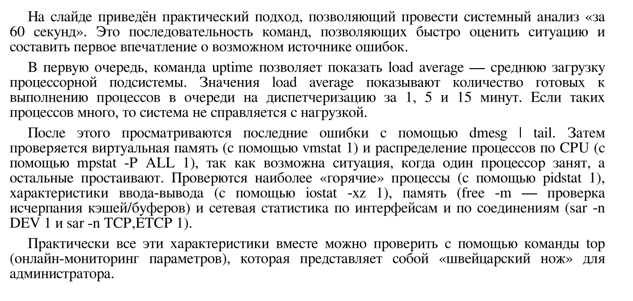 На слайде приведён практический подход, позволяющий провести системный анализ «за
60 секунд». Это последовательность команд, позволяющих быстро оценить ситуацию и
составить первое впечатление о возможном источнике ошибок.
В первую очередь, команда uptime позволяет показать load average — среднюю загрузку
процессорной подсистемы. Значения load average показывают количество готовых к
выполнению процессов в очереди на диспетчеризацию за 1, 5 и 15 минут. Если таких
процессов много, то система не справляется с нагрузкой.
После этого просматриваются последние ошибки с помощью dmesg | tail. Затем
проверяется виртуальная память (с помощью vmstat 1) и распределение процессов по CPU (с
помощью mpstat -P ALL 1), так как возможна ситуация, когда один процессор занят, а
остальные простаивают. Проверются наиболее «горячие» процессы (с помощью pidstat 1),
характеристики ввода-вывода (с помощью iostat -xz 1), память (free -m — проверка
исчерпания кэшей/буферов) и сетевая статистика по интерфейсам и по соединениям (sar -n
DEV 1 и sar -n TCP,ETCP 1).
Практически все эти характеристики вместе можно проверить с помощью команды top
(онлайн-мониторинг параметров), которая представляет собой «швейцарский нож» для
администратора.